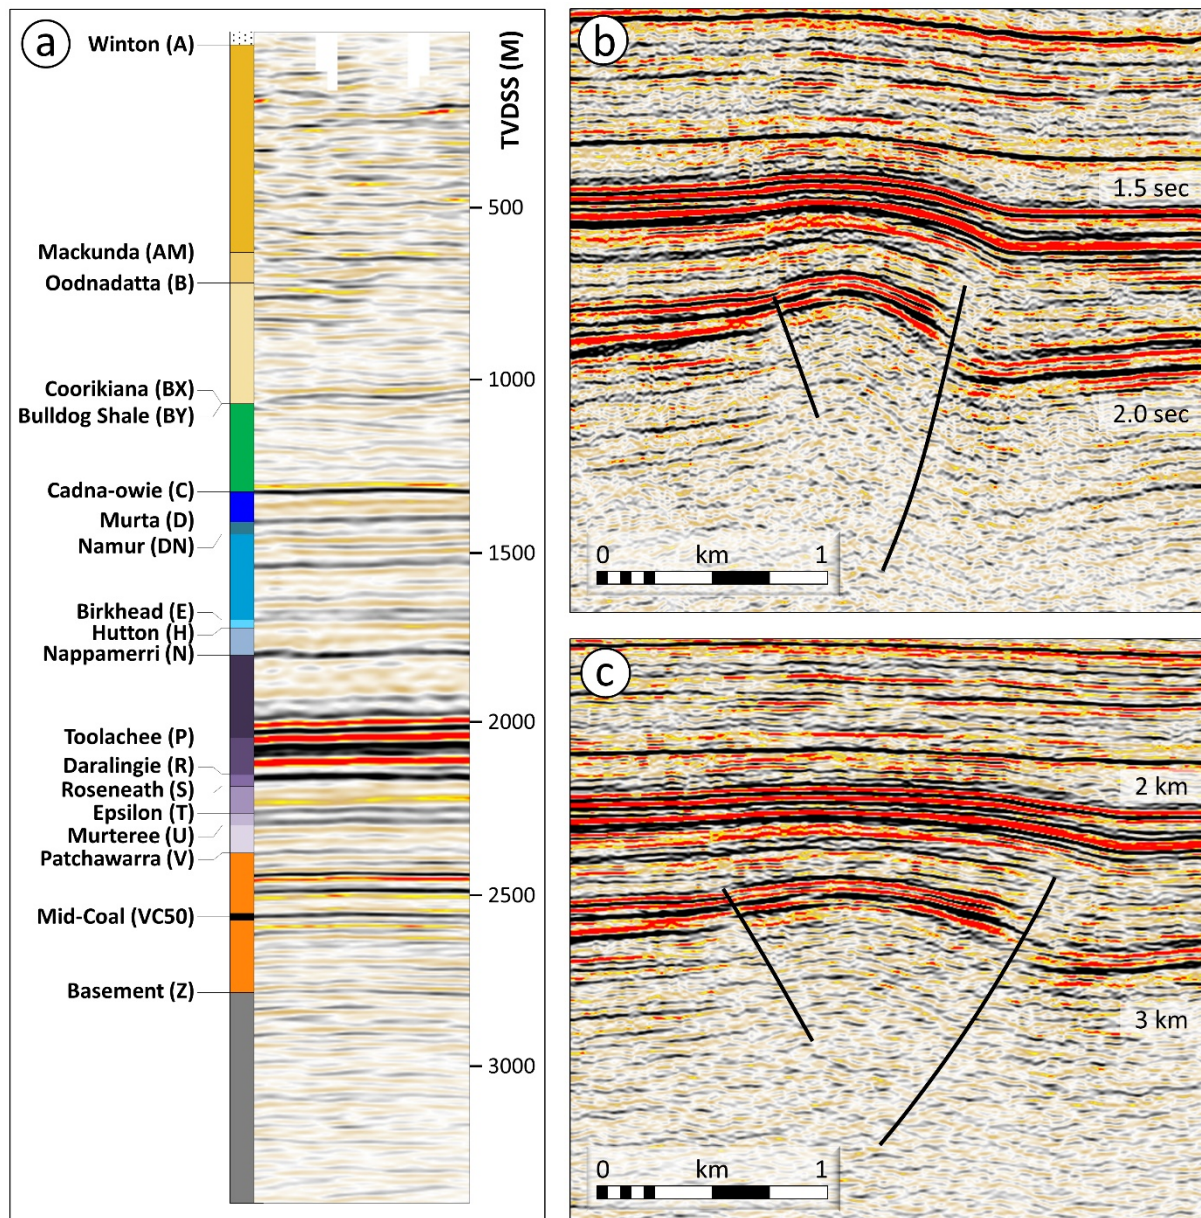 a
TVDSS (M)
Winton (A)
500
Mackunda (AM)
Oodnadatta (B)
1000
Coorikiana (BX)
Bulldog Shale (BY)
Cadna-owie (C)
Murta (D)
Namur (DN)
1500
Birkhead (E)
Hutton (H)
Nappamerri (N)
2000
Toolachee (P)
Daralingie (R)
Roseneath (S)
Epsilon (T)
Murteree (U)
Patchawarra (V)
2500
Mid-Coal (VC50)
Basement (Z)
3000
b
1.5 sec
2.0 sec
0 km 1
c
2 km
3 km
0 km 1